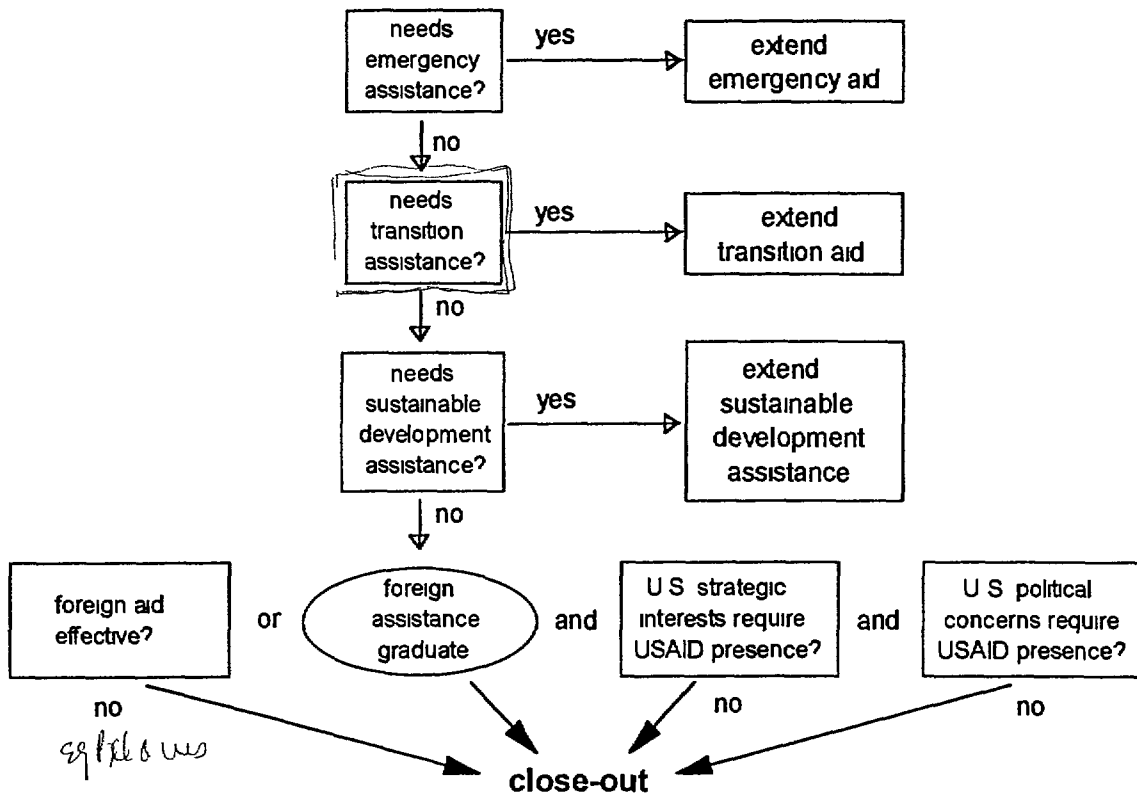 needs
emergency
assistance?
yes
extend
emergency aid
no
needs
transition
assistance?
yes
extend
transition aid
no
needs
sustainable
development
assistance?
yes
extend
sustainable
development
assistance
no
foreign aid
effective?
or
foreign
assistance
graduate
and
U S strategic
interests require
USAID presence?
and
U S political
concerns require
USAID presence?
no
no
no
close-out